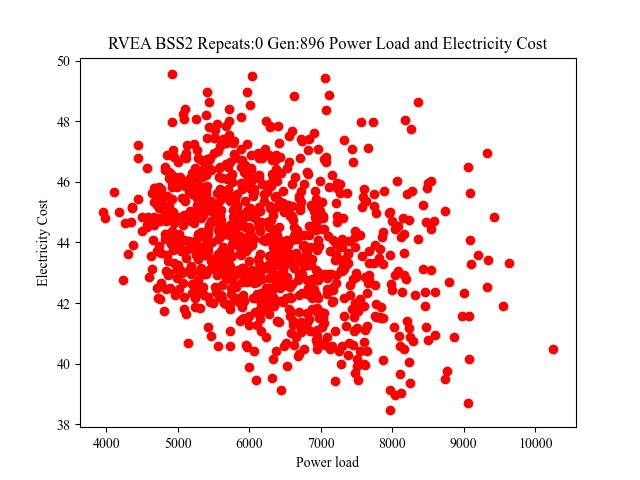 RVEA BSS2 Repeats:0 Gen:896 Power Load and Electricity Cost
50
48
46
44
42
40
38
Electricity Cost
4000 5000 6000 7000 8000 9000 10000
Power load